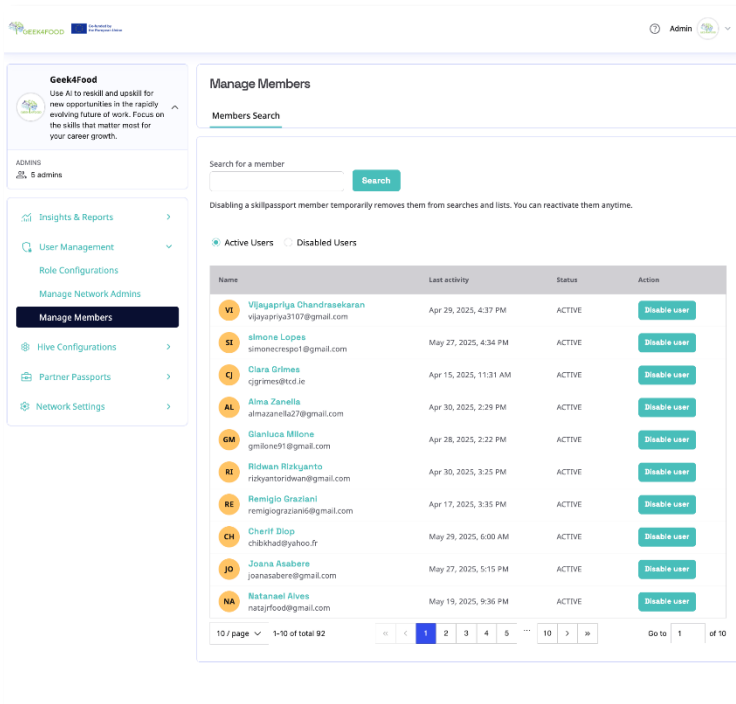 GEEK4FOOD
Co-funded by
the European Union
Admin
Geek4Food
Use AI to reskill and upskill for
new opportunities in the rapidly
evolving future of work. Focus on
the skills that matter most for
your career growth.
ADMINS
5 admins
Insights & Reports
User Management
Role Configurations
Manage Network Admins
Manage Members
Hive Configurations
Partner Passports
Network Settings
Manage Members
Members Search
Search for a member
Search
Disabling a skillpassport member temporarily removes them from searches and lists. You can reactivate them anytime.
Active Users Disabled Users
Name Last activity Status Action
VI Vijayapriya Chandrasekaran
vijayapriya3107@gmail.com Apr 29, 2025, 4:37 PM ACTIVE Disable user
SI simone Lopes
simonecrespo1@gmail.com May 27, 2025, 4:34 PM ACTIVE Disable user
CJ Clara Grimes
cjgrimes@tcd.ie Apr 15, 2025, 11:31 AM ACTIVE Disable user
AL Alma Zanella
almazanella27@gmail.com Apr 30, 2025, 2:29 PM ACTIVE Disable user
GM Gianluca Milone
gmilone91@gmail.com Apr 28, 2025, 2:22 PM ACTIVE Disable user
RI Ridwan Rizkyanto
rizkyantoridwan@gmail.com Apr 30, 2025, 3:25 PM ACTIVE Disable user
RE Remigio Graziani
remigiograziani6@gmail.com Apr 17, 2025, 3:35 PM ACTIVE Disable user
CH Cherif Diop
chibkhad@yahoo.fr May 29, 2025, 6:00 AM ACTIVE Disable user
JO Joana Asabere
joanasabere@gmail.com May 27, 2025, 5:15 PM ACTIVE Disable user
NA Natanael Alves
natajrfood@gmail.com May 19, 2025, 9:36 PM ACTIVE Disable user
10 / page 1-10 of total 92 « < 1 2 3 4 5 ··· 10 > » Go to 1 of 10